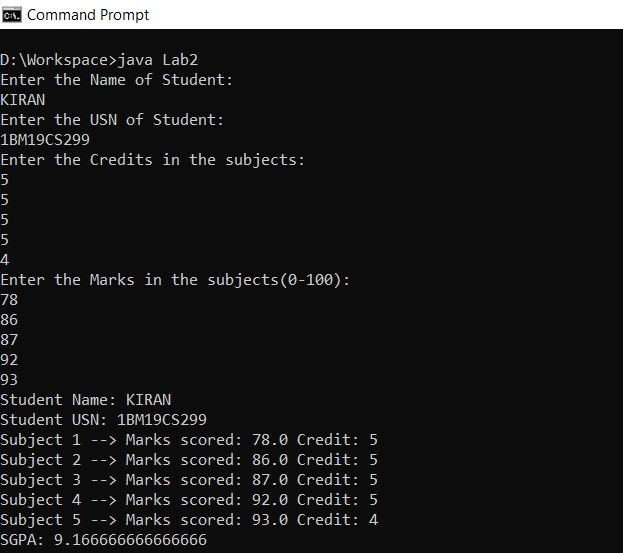 Command Prompt
D:\Workspace>java Lab2
Enter the Name of Student:
KIRAN
Enter the USN of Student:
1BM19CS299
Enter the Credits in the subjects:
5
5
5
5
4
Enter the Marks in the subjects(0-100):
78
86
87
92
93
Student Name: KIRAN
Student USN: 1BM19CS299
Subject 1 --> Marks scored: 78.0 Credit: 5
Subject 2 --> Marks scored: 86.0 Credit: 5
Subject 3 --> Marks scored: 87.0 Credit: 5
Subject 4 --> Marks scored: 92.0 Credit: 5
Subject 5 --> Marks scored: 93.0 Credit: 4
SGPA: 9.166666666666666